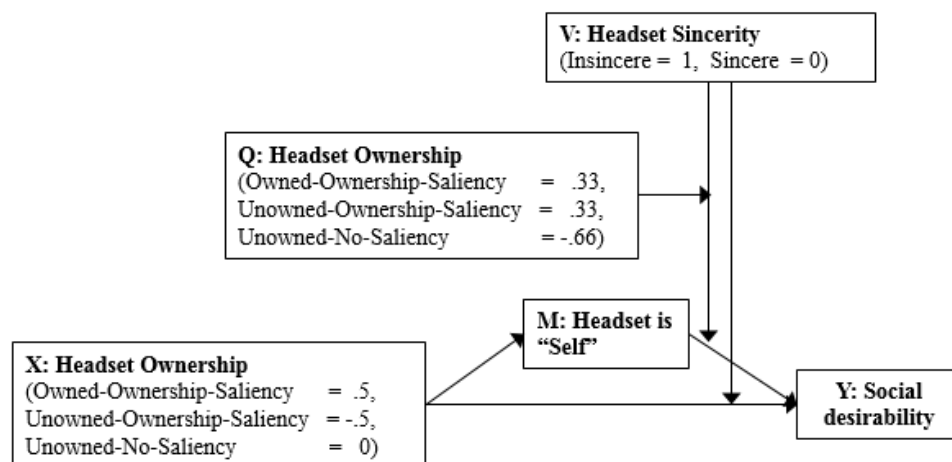 V: Headset Sincerity
(Insincere = 1, Sincere = 0)
Q: Headset Ownership
(Owned-Ownership-Saliency = .33,
Unowned-Ownership-Saliency = .33,
Unowned-No-Saliency = -.66)
M: Headset is
“Self”
X: Headset Ownership
(Owned-Ownership-Saliency = .5,
Unowned-Ownership-Saliency = -.5,
Unowned-No-Saliency = 0)
Y: Social
desirability